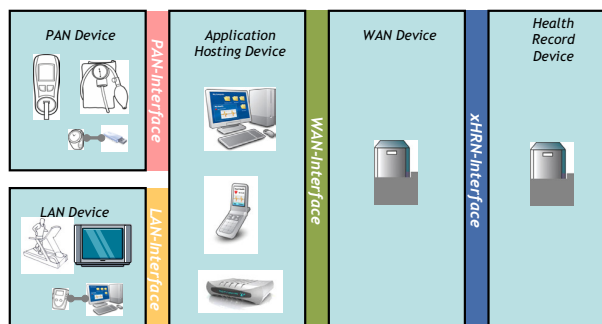 PAN Device
PAN-Interface
Application
Hosting Device
WAN-Interface
WAN Device
xHRN-Interface
Health
Record
Device
LAN Device
LAN-Interface